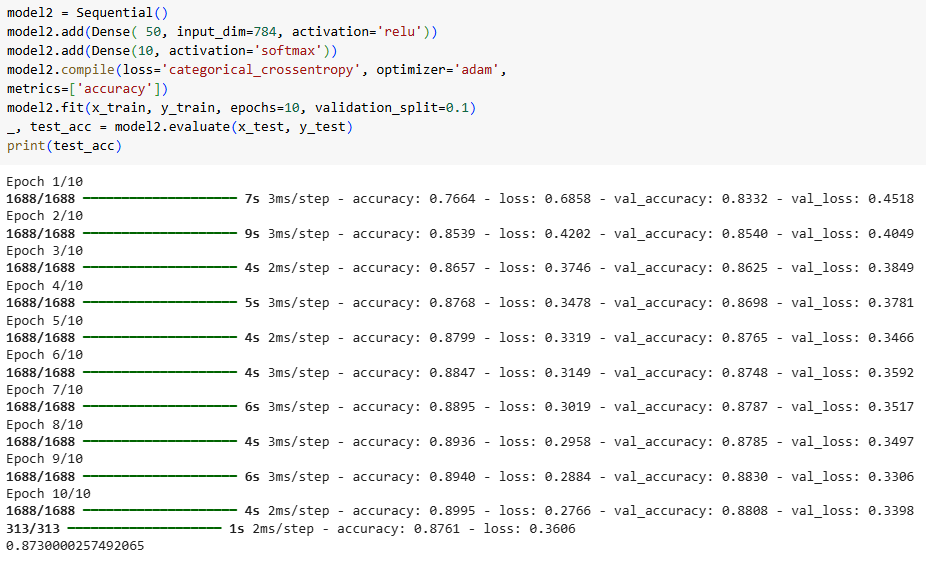 model2 = Sequential()
model2.add(Dense( 50, input_dim=784, activation='relu'))
model2.add(Dense(10, activation='softmax'))
model2.compile(loss='categorical_crossentropy', optimizer='adam',
metrics=['accuracy'])
model2.fit(x_train, y_train, epochs=10, validation_split=0.1)
_, test_acc = model2.evaluate(x_test, y_test)
print(test_acc)
Epoch 1/10
1688/1688 ━━━━━━━━━━━━━━━━━━━━ 7s 3ms/step - accuracy: 0.7664 - loss: 0.6858 - val_accuracy: 0.8332 - val_loss: 0.4518
Epoch 2/10
1688/1688 ━━━━━━━━━━━━━━━━━━━━ 9s 3ms/step - accuracy: 0.8539 - loss: 0.4202 - val_accuracy: 0.8540 - val_loss: 0.4049
Epoch 3/10
1688/1688 ━━━━━━━━━━━━━━━━━━━━ 4s 2ms/step - accuracy: 0.8657 - loss: 0.3746 - val_accuracy: 0.8625 - val_loss: 0.3849
Epoch 4/10
1688/1688 ━━━━━━━━━━━━━━━━━━━━ 5s 3ms/step - accuracy: 0.8768 - loss: 0.3478 - val_accuracy: 0.8698 - val_loss: 0.3781
Epoch 5/10
1688/1688 ━━━━━━━━━━━━━━━━━━━━ 4s 2ms/step - accuracy: 0.8799 - loss: 0.3319 - val_accuracy: 0.8765 - val_loss: 0.3466
Epoch 6/10
1688/1688 ━━━━━━━━━━━━━━━━━━━━ 4s 3ms/step - accuracy: 0.8847 - loss: 0.3149 - val_accuracy: 0.8748 - val_loss: 0.3592
Epoch 7/10
1688/1688 ━━━━━━━━━━━━━━━━━━━━ 6s 3ms/step - accuracy: 0.8895 - loss: 0.3019 - val_accuracy: 0.8787 - val_loss: 0.3517
Epoch 8/10
1688/1688 ━━━━━━━━━━━━━━━━━━━━ 4s 3ms/step - accuracy: 0.8936 - loss: 0.2958 - val_accuracy: 0.8785 - val_loss: 0.3497
Epoch 9/10
1688/1688 ━━━━━━━━━━━━━━━━━━━━ 6s 3ms/step - accuracy: 0.8940 - loss: 0.2884 - val_accuracy: 0.8830 - val_loss: 0.3306
Epoch 10/10
1688/1688 ━━━━━━━━━━━━━━━━━━━━ 4s 2ms/step - accuracy: 0.8995 - loss: 0.2766 - val_accuracy: 0.8808 - val_loss: 0.3398
313/313 ━━━━━━━━━━━━━━━━━━━━ 1s 2ms/step - accuracy: 0.8761 - loss: 0.3606
0.8730000257492065